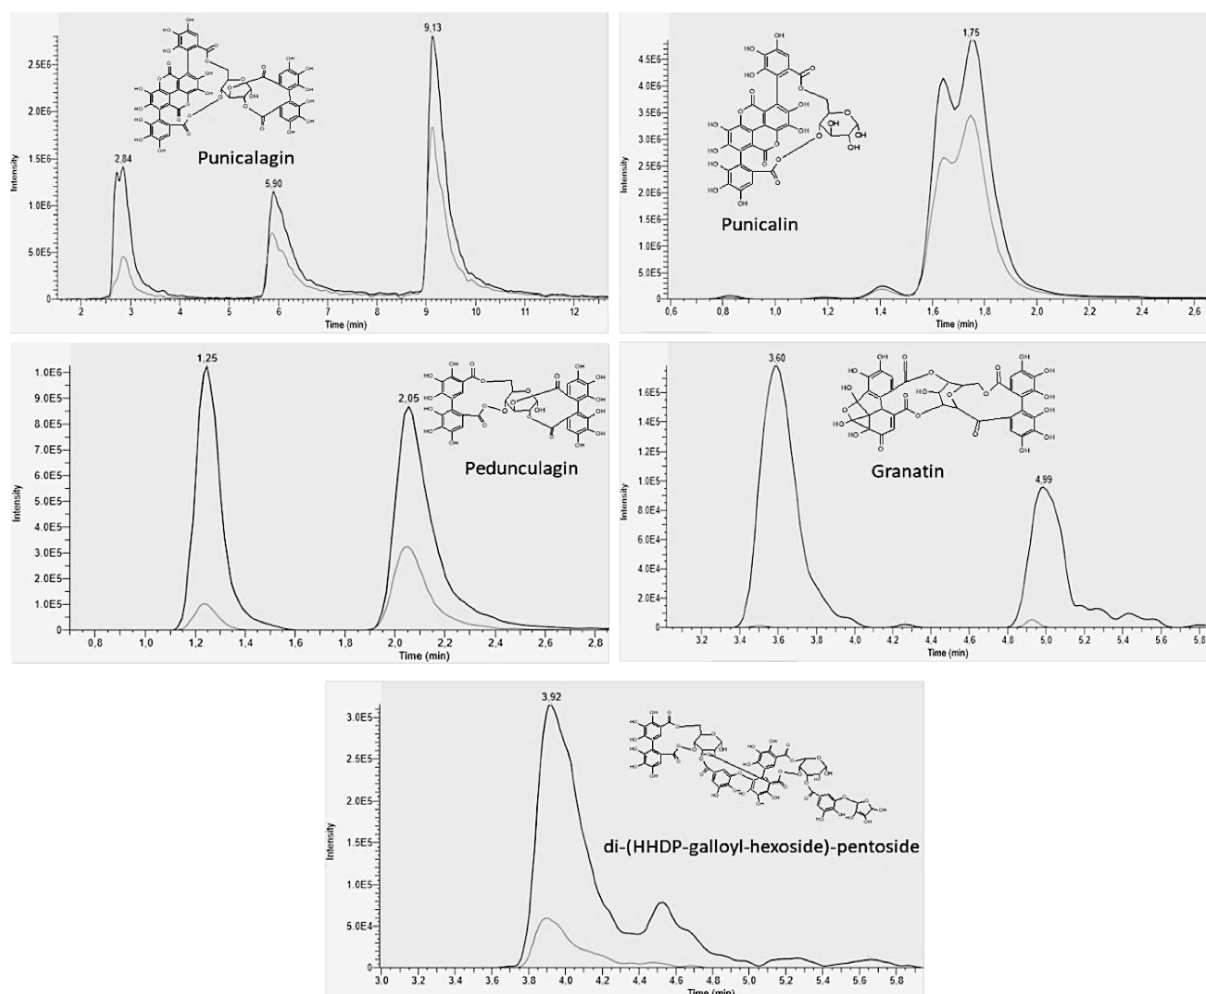 9,13
2.5E6
2.0E6
Punicalagin
1.5E6
2,84
5,90
1.0E6
5.0E5
0
Intensity
2 3 4 5 6 7 8 9 10 11 12
Time (min)
1,75
4.5E6
4.0E6
3.5E6
3.0E6
2.5E6
Punicalin
2.0E6
1.5E6
1.0E6
5.0E5
0
Intensity
0,6 0,8 1,0 1,2 1,4 1,6 1,8 2,0 2,2 2,4 2,6
Time (min)
1,25
1.0E6
9.0E5
2,05
8.0E5
7.0E5
Pedunculagin
6.0E5
5.0E5
4.0E5
3.0E5
2.0E5
1.0E5
0
Intensity
0,8 1,0 1,2 1,4 1,6 1,8 2,0 2,2 2,4 2,6 2,8
Time (min)
3.60
1.6E5
1.4E5
Granatin
1.2E5
4,99
1.0E5
8.0E4
6.0E4
4.0E4
2.0E4
0
Intensity
3.2 3.4 3.6 3.8 4.0 4.2 4.4 4.6 4.8 5.0 5.2 5.4 5.6 5.8
Time (min)
3,92
3.0E5
2.5E5
di-(HHDP-galloyl-hexoside)-pentoside
2.0E5
1.5E5
1.0E5
5.0E4
0
Intensity
3.0 3.2 3.4 3.6 3.8 4.0 4.2 4.4 4.6 4.8 5.0 5.2 5.4 5.6 5.8
Time (min)